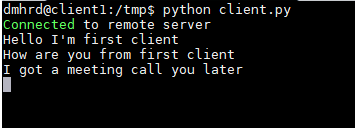 dmhrd@client1:/tmp$ python client.py
Connected to remote server
Hello I'm first client
How are you from first client
I got a meeting call you later